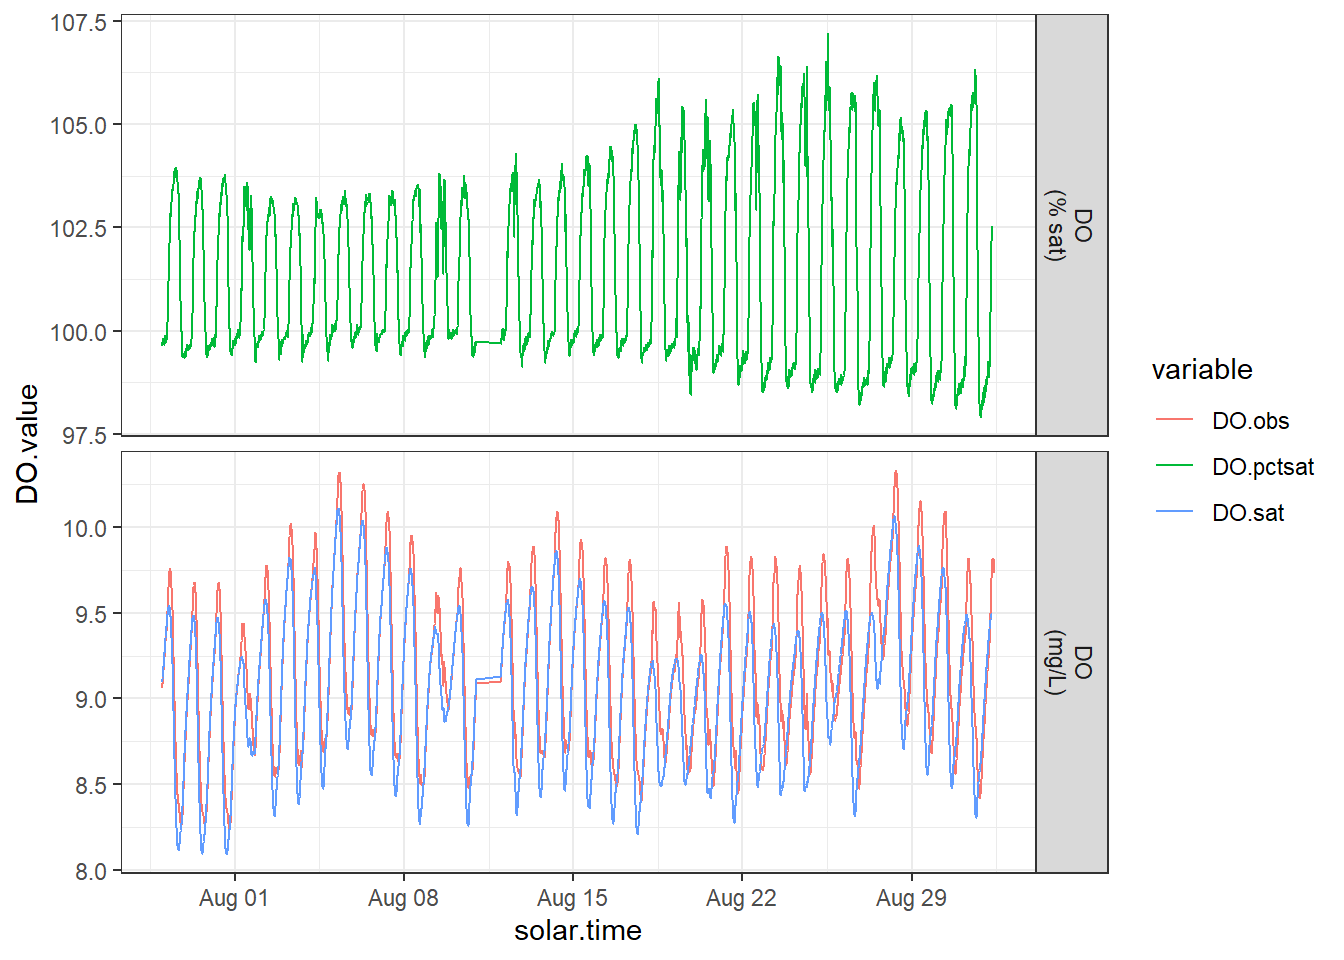 107.5
105.0
102.5
100.0
97.5
DO
(% sat)
10.0
9.5
9.0
8.5
8.0
DO
(mg/L)
DO.value
Aug 01
Aug 08
Aug 15
Aug 22
Aug 29
solar.time
variable
DO.obs
DO.pctsat
DO.sat